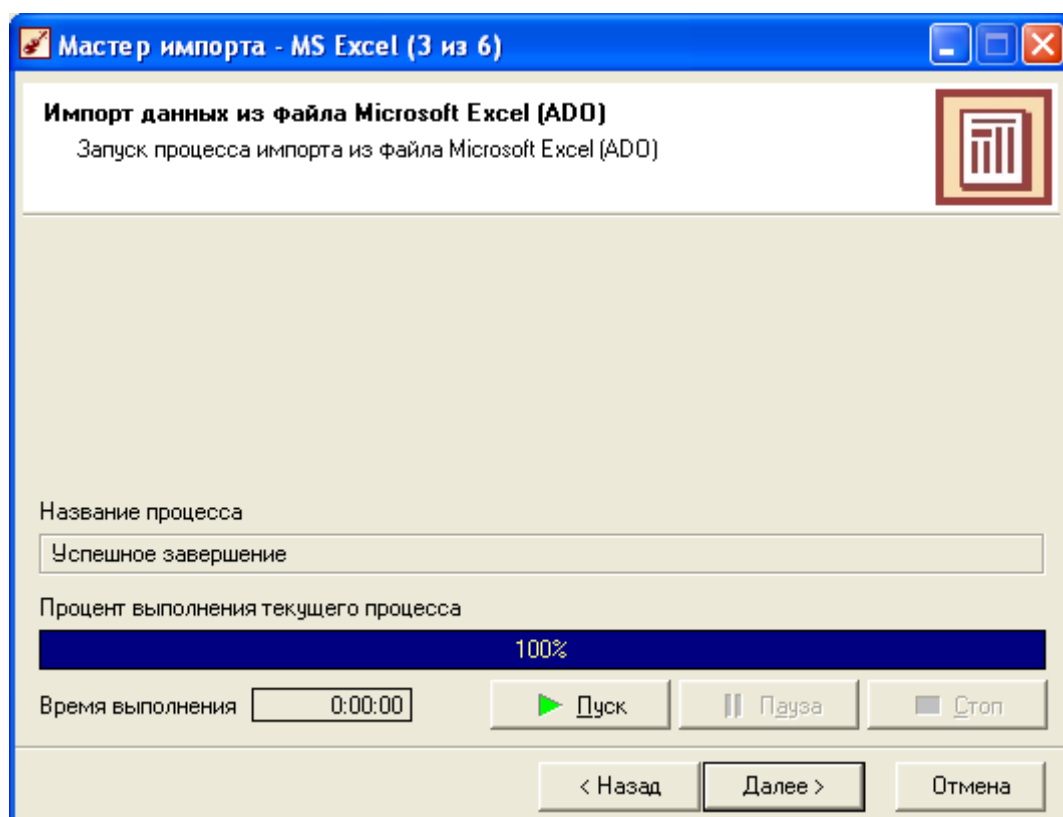 Мастер импорта - MS Excel (3 из 6)
Импорт данных из файла Microsoft Excel (ADO)
Запуск процесса импорта из файла Microsoft Excel (ADO)
Название процесса
Успешное завершение
Процент выполнения текущего процесса
100%
Время выполнения 0:00:00 Пуск Пауза Стоп
< Назад Далее > Отмена